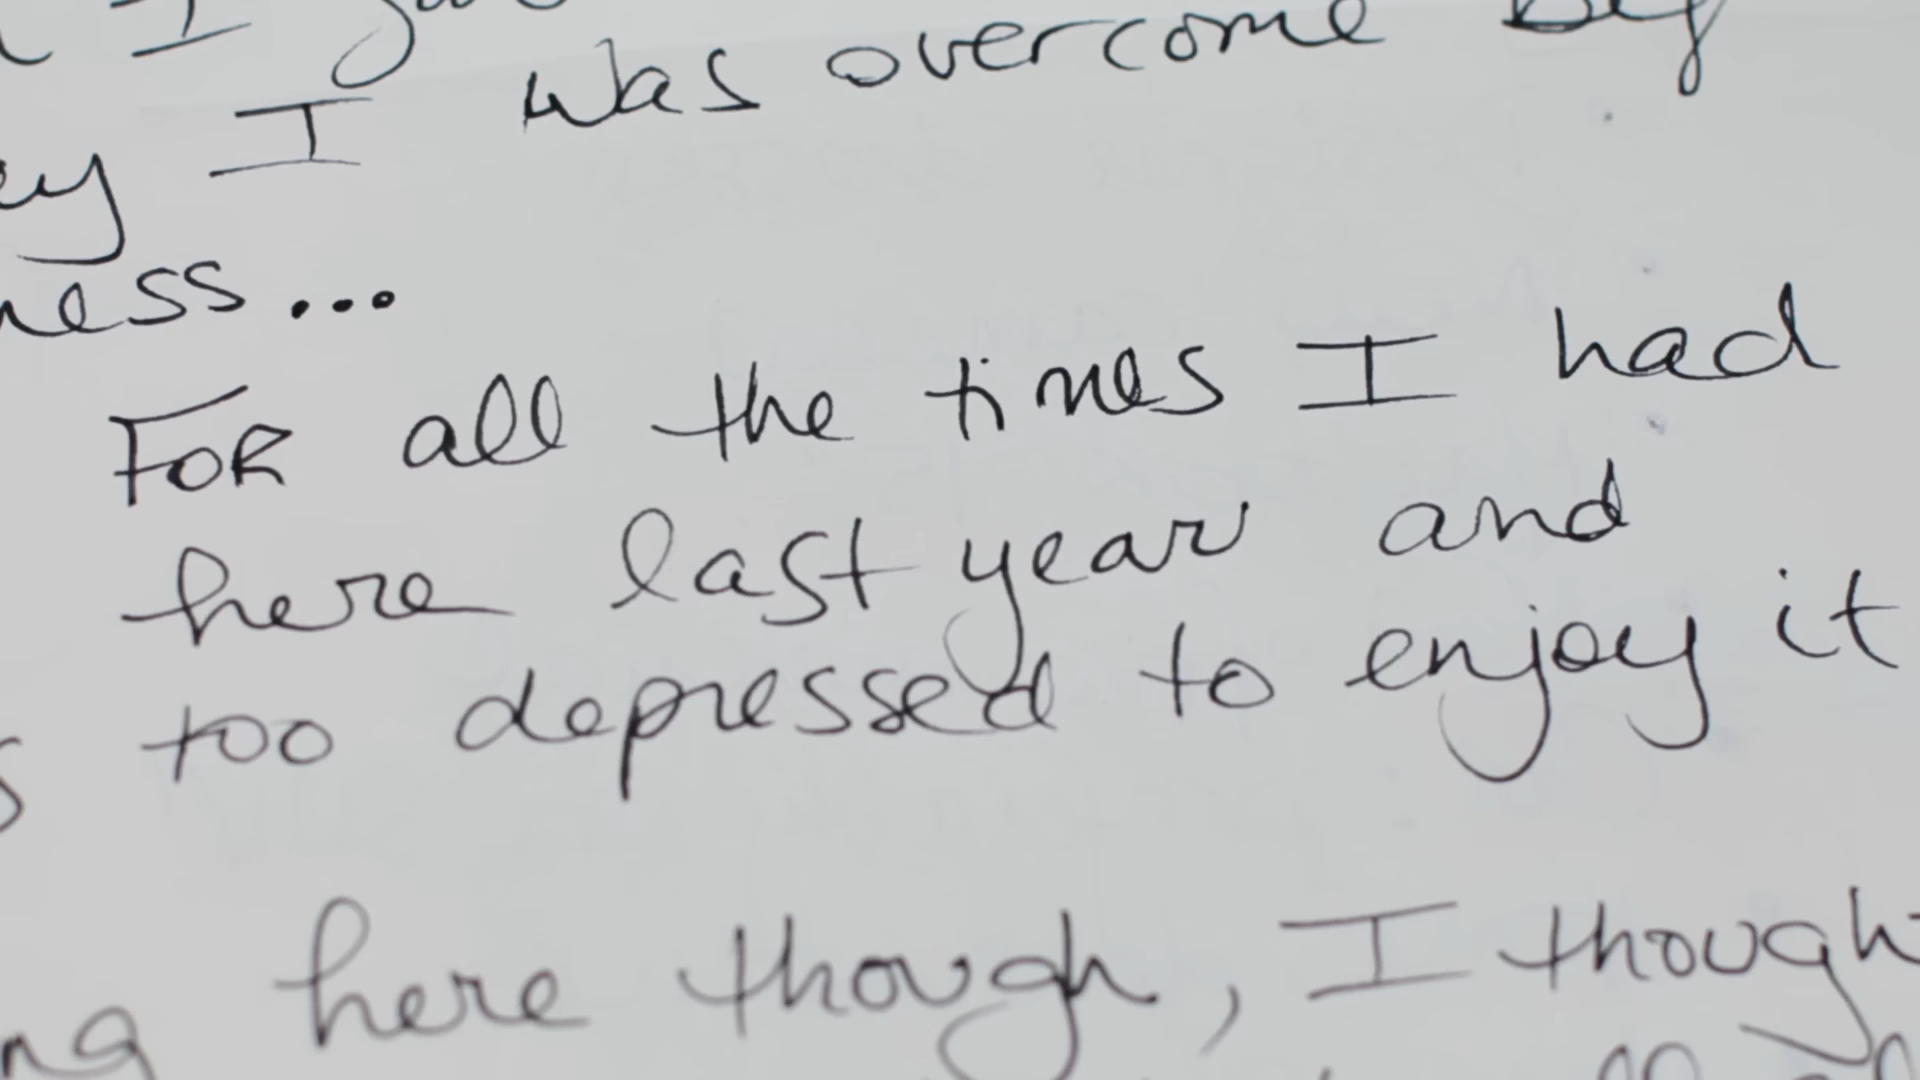 I
I was overcome By
ness...
FOR all the times I had
here last year and
too depressed to enjoy it
here though, I though